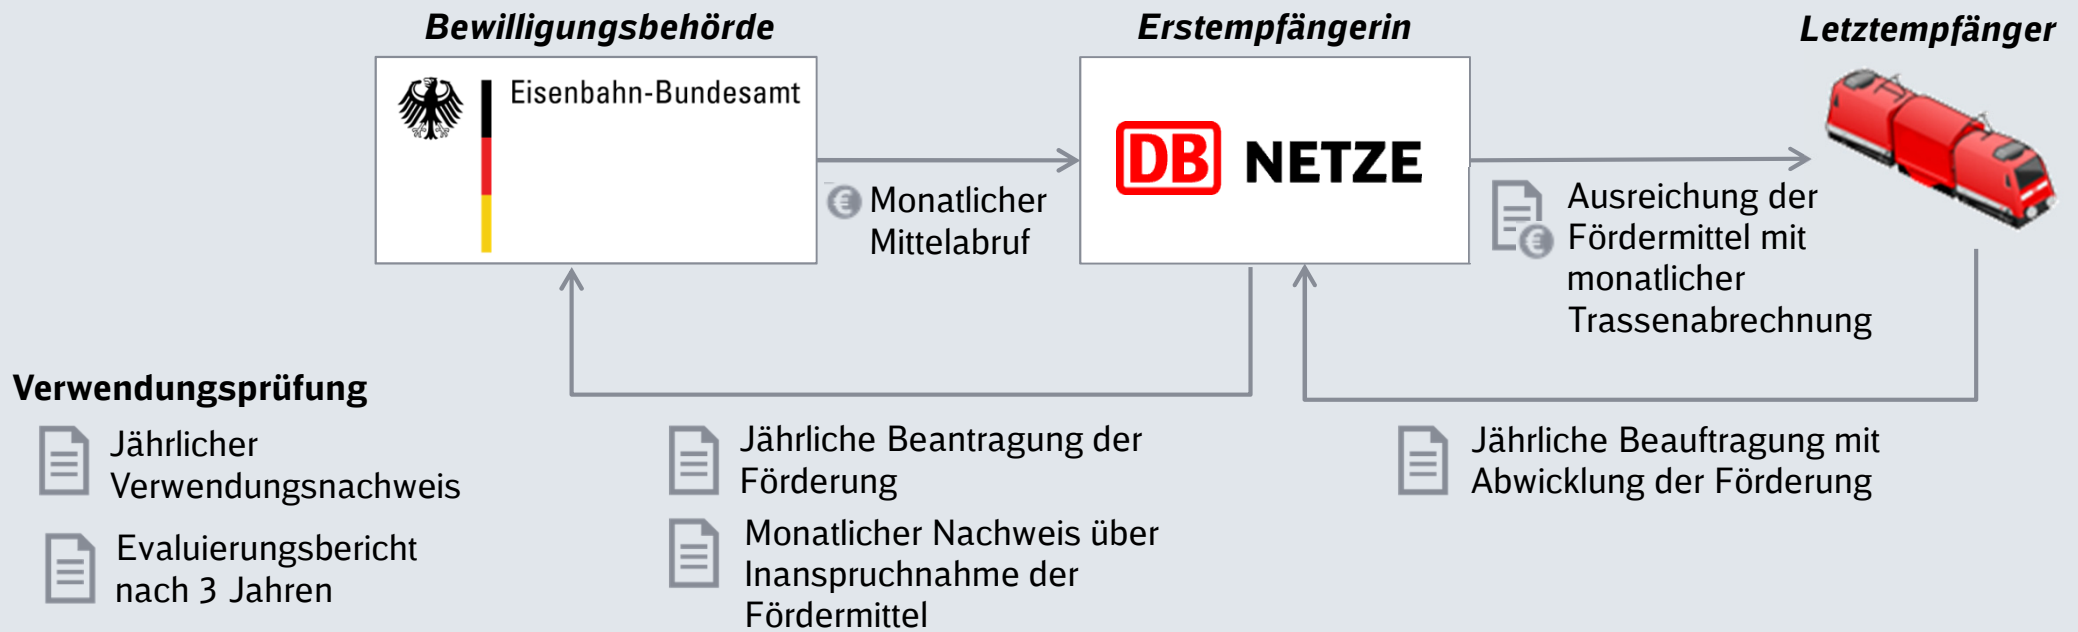 Bewilligungsbehörde
Erstempfängerin
Letztempfänger
Eisenbahn-Bundesamt
DB NETZE
€ Monatlicher
Mittelabruf
€
Ausreichung der
Fördermittel mit
monatlicher
Trassenabrechnung
Verwendungsprüfung
Jährlicher
Verwendungsnachweis
Evaluierungsbericht
nach 3 Jahren
Jährliche Beantragung der
Förderung
Monatlicher Nachweis über
Inanspruchnahme der
Fördermittel
Jährliche Beauftragung mit
Abwicklung der Förderung